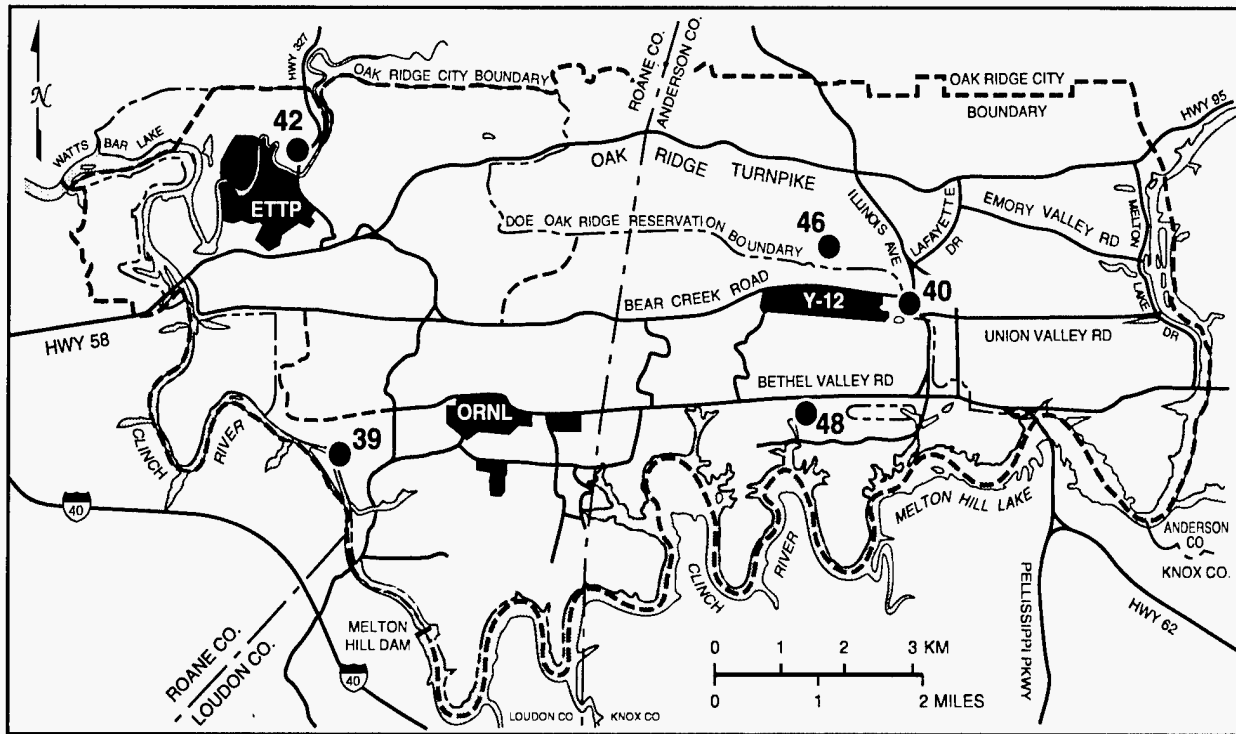 HWY 327
OAK RIDGE CITY BOUNDARY
ROANE CO.
ANDERSON CO.
OAK RIDGE CITY
BOUNDARY
HWY 95
N
42
WATTS
BAR LAKE
ETTP
OAK RIDGE TURNPIKE
ILLINOIS AVE
LAFAYETTE
DR
EMORY VALLEY RD
MELTON
LAKE
DR
DOE OAK RIDGE RESERVATION
BOUNDARY
46
40
BEAR CREEK ROAD
Y-12
HWY 58
UNION VALLEY RD
BETHEL VALLEY RD
ORNL
48
39
CLINCH
RIVER
40
MELTON HILL LAKE
CLINCH
RIVER
ANDERSON
CO
KNOX CO.
PELLISSIPPI PKWY
HWY 62
MELTON
HILL DAM
ROANE CO.
LOUDON CO.
40
0 1 2 3 KM
0 1 2 MILES
LOUDON CO
KNOX CO.